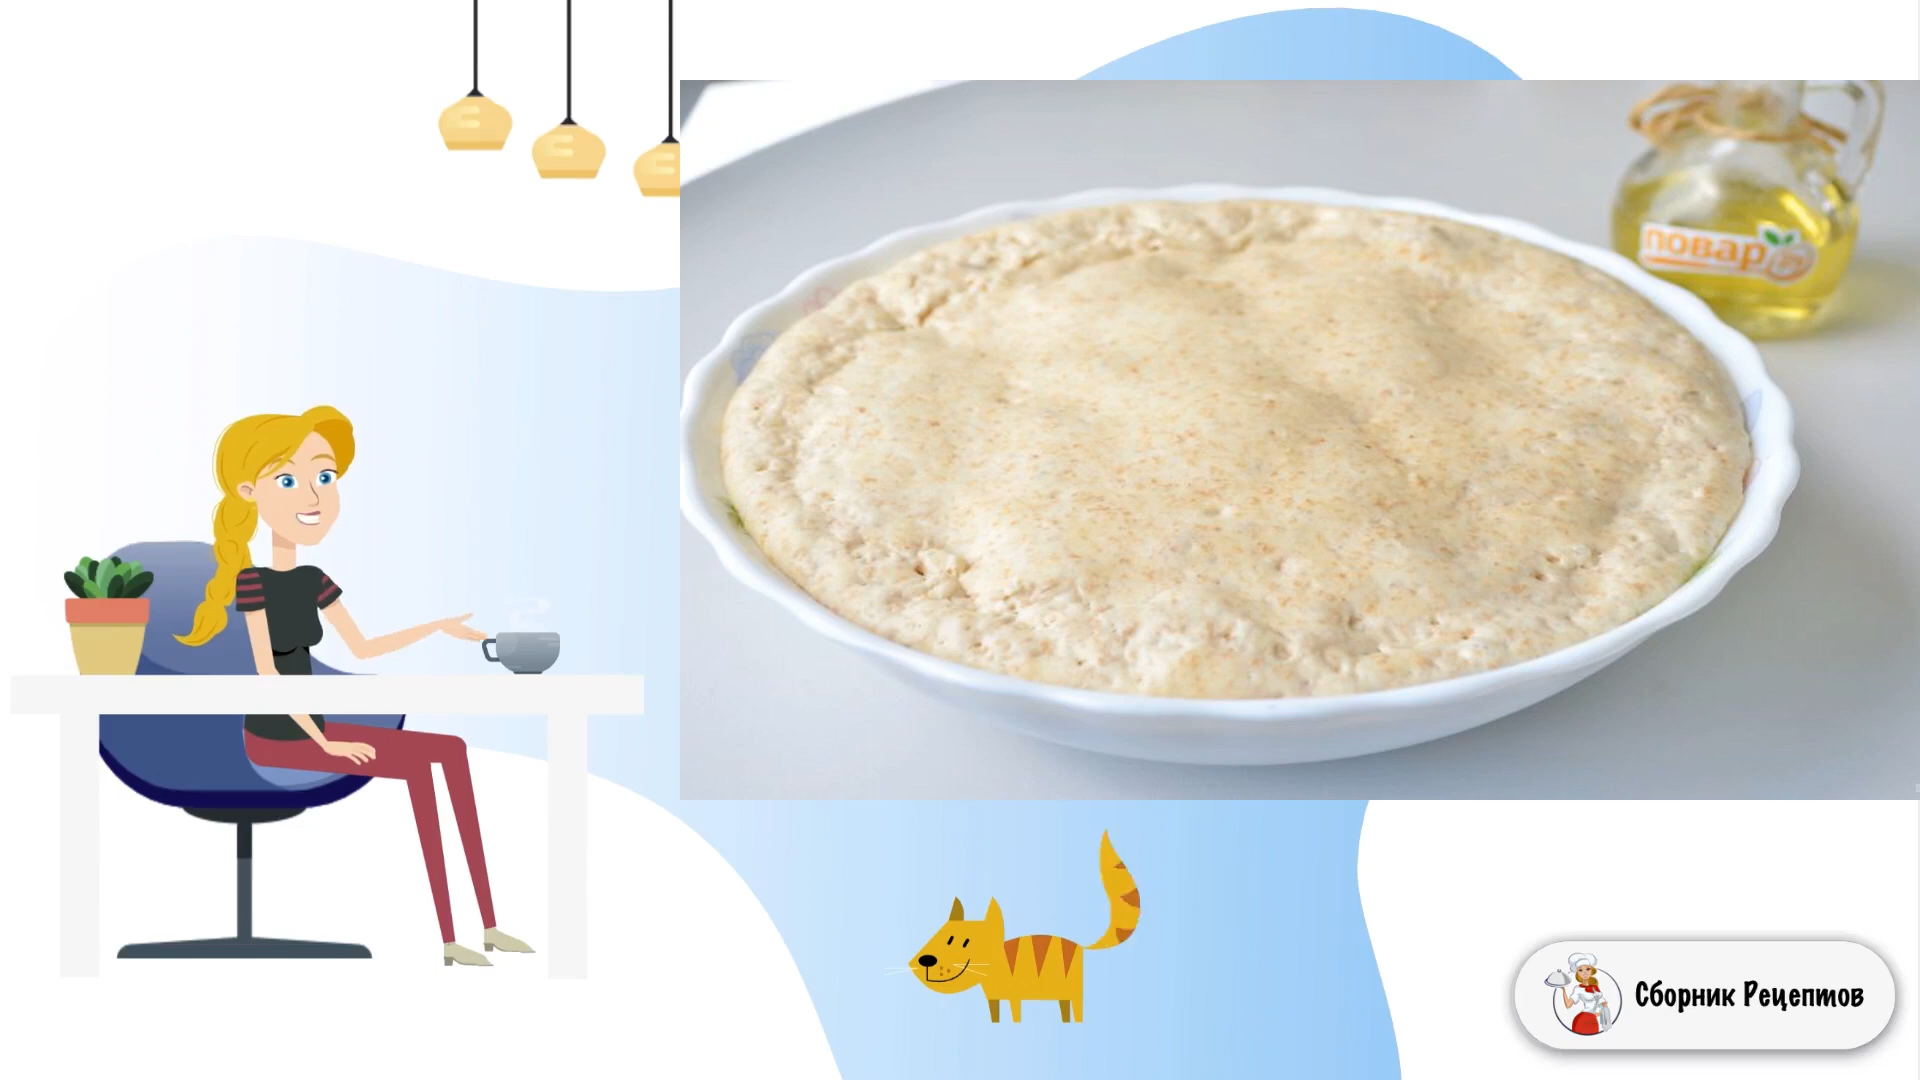 повар
Сборник Рецептов